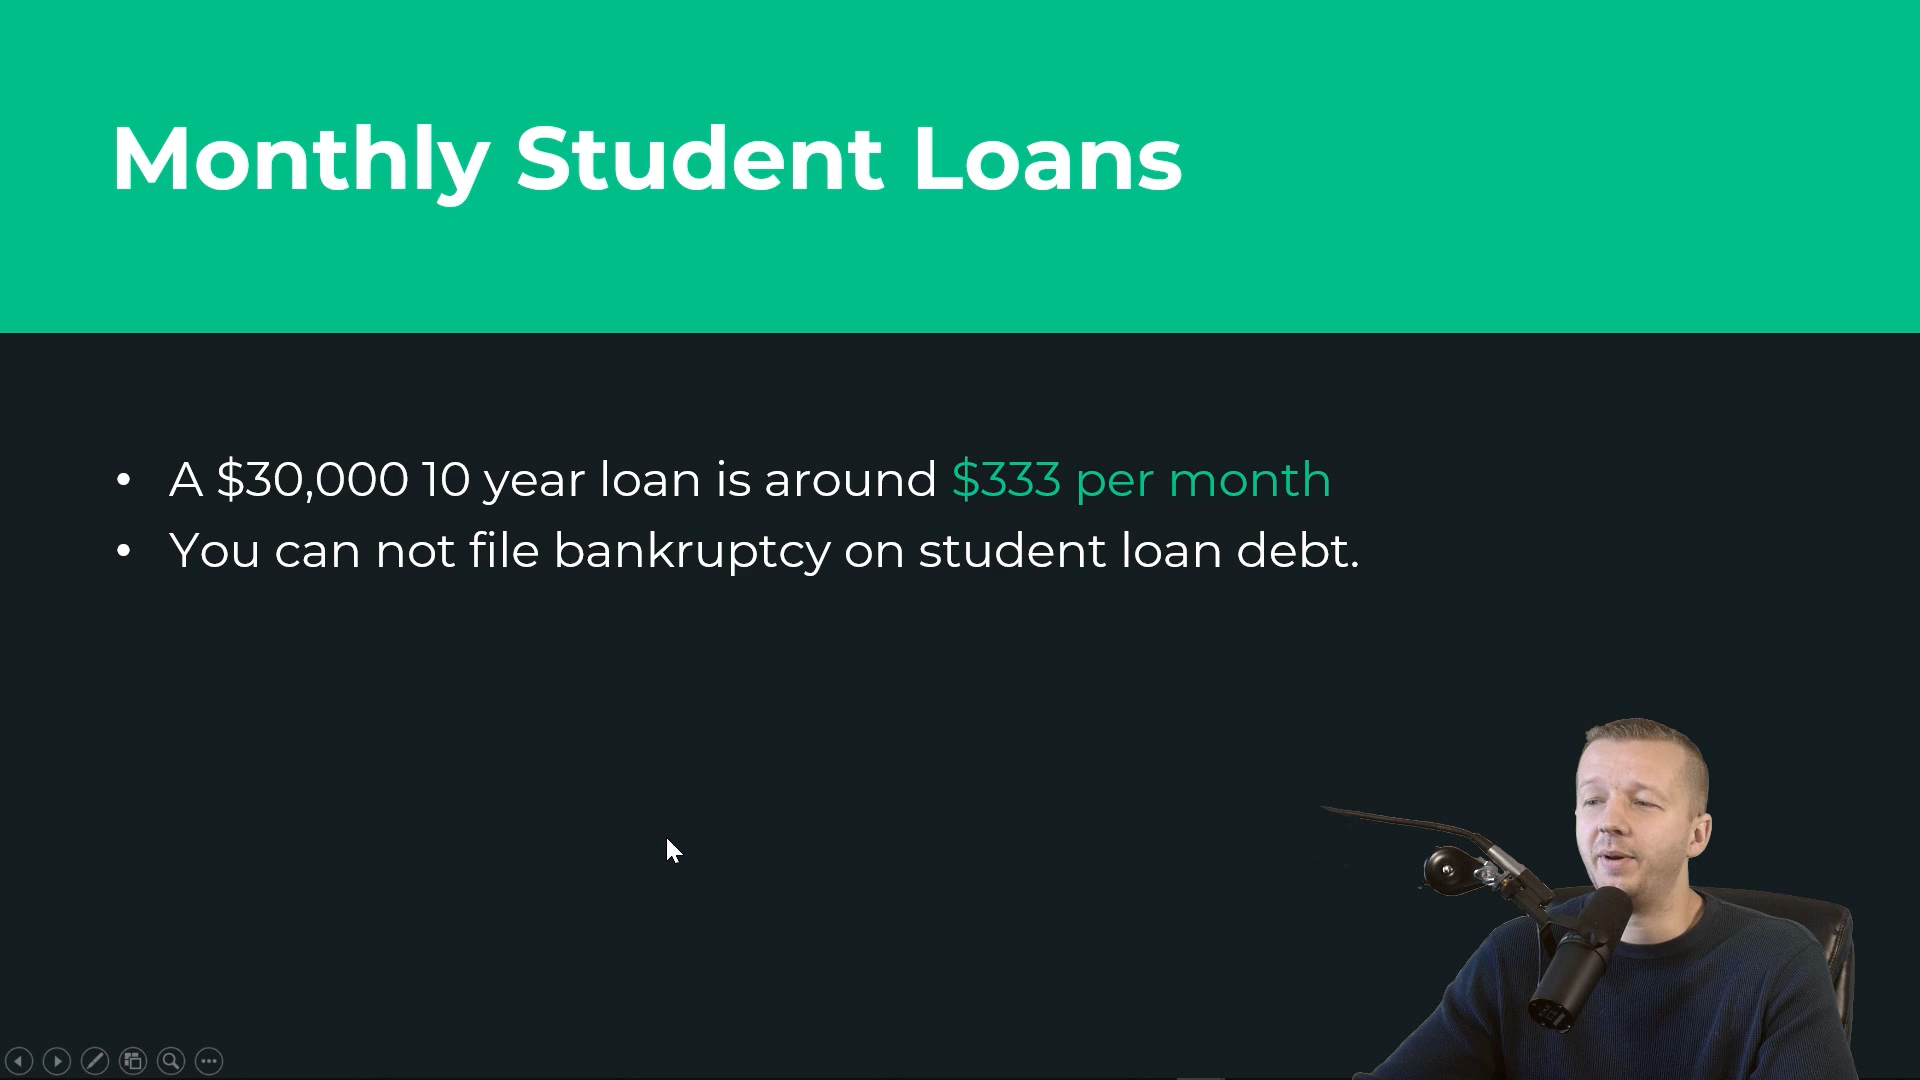 Monthly Student Loans
• A $30,000 10 year loan is around $333 per month
• You can not file bankruptcy on student loan debt.